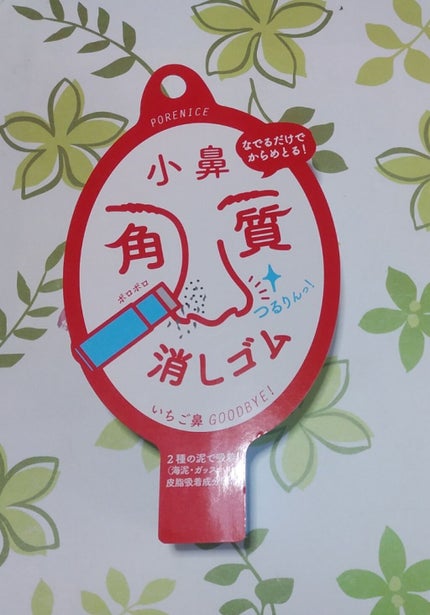 PORENICE
なでるだけで
からめとる!
小鼻
角質
ポロポロ
つるりんっ!
消しゴム
いちご鼻 GOODBYE!
2種の泥で吸着
(海泥・ガッス
皮脂吸着成分